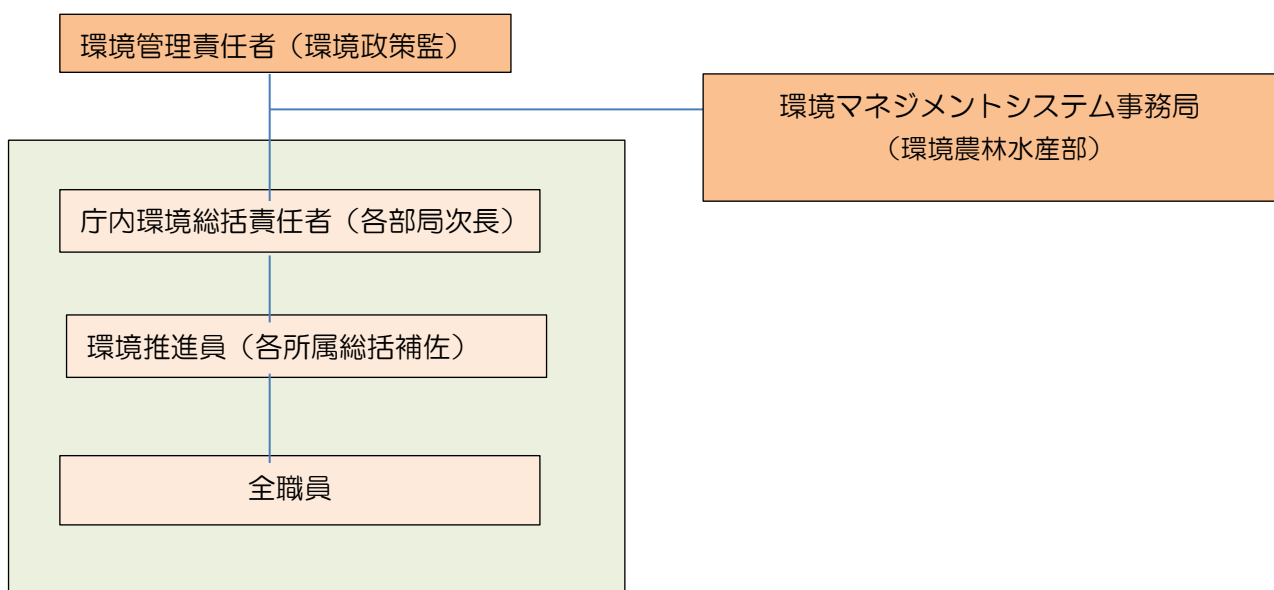 環境管理責任者（環境政策監）
環境マネジメントシステム事務局
（環境農林水産部）
庁内環境総括責任者（各部局次長）
環境推進員（各所属総括補佐）
全職員